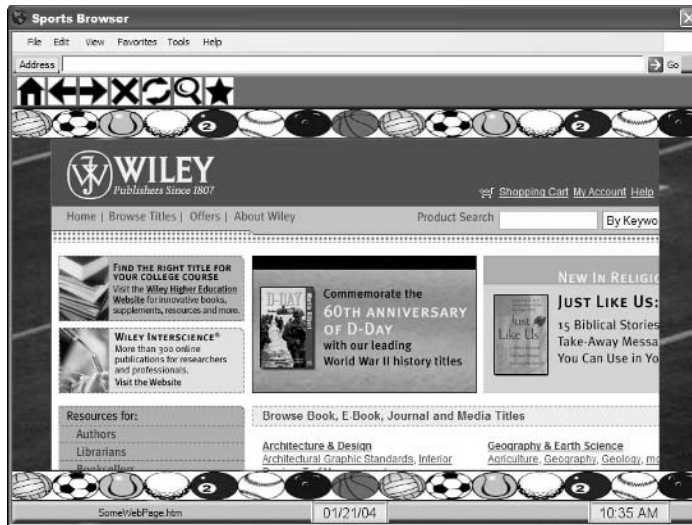 Sports Browser
File Edit View Favorites Tools Help
Address Go
2 2
WILEY
Publishers Since 1807
Shopping Cart My Account Help
Home | Browse Titles | Offers | About Wiley Product Search By Keywo
FIND THE RIGHT TITLE FOR
YOUR COLLEGE COURSE
Visit the Wiley Higher Education
Website for innovative books,
supplements, resources and more.
WILEY INTERSCIENCE®
More than 300 online
publications for researchers
and professionals.
Visit the Website
D-DAY
Commemorate the
60TH ANNIVERSARY
OF D-DAY
with our leading
World War II history titles
NEW IN RELIGIO
Just
Like Us
JUST LIKE US:
15 Biblical Stories
Take-Away Messa
You Can Use in Yo
Resources for:
Authors
Librarians
Booksellers
Browse Book, E-Book, Journal and Media Titles
Architecture & Design
Architectural Graphic Standards, Interior
Geography & Earth Science
Agriculture, Geography, Geology, mo
2 2
SomeWebPage.htm 01/21/04 10:35 AM